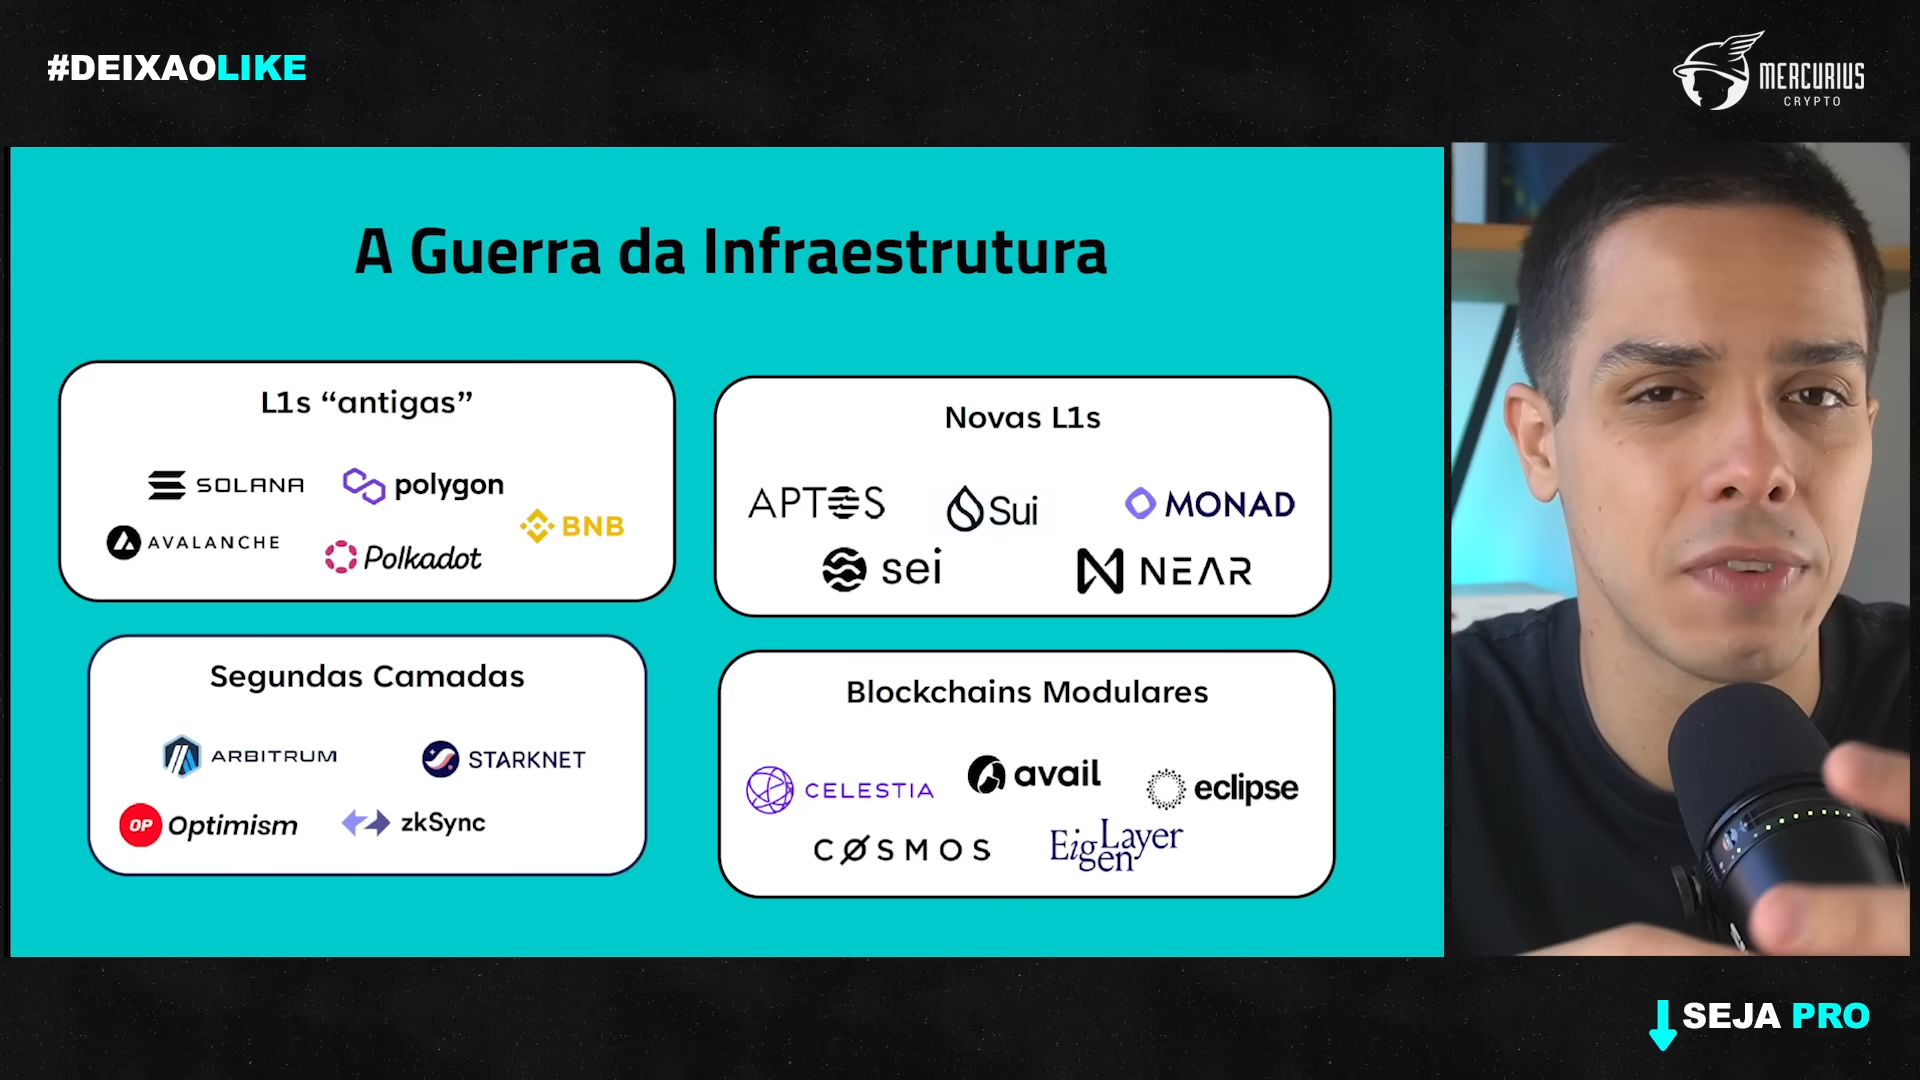 #DEIXAOLIKE
MERCURIUS
CRYPTO
A Guerra da Infraestrutura
L1s “antigas”
SOLANA
polygon
BNB
AVALANCHE
Polkadot
Novas L1s
APTOS
Sui
MONAD
sei
NEAR
Segundas Camadas
ARBITRUM
STARKNET
OP Optimism
zkSync
Blockchains Modulares
CELESTIA
avail
eclipse
COSMOS
EigenLayer
SEJA PRO